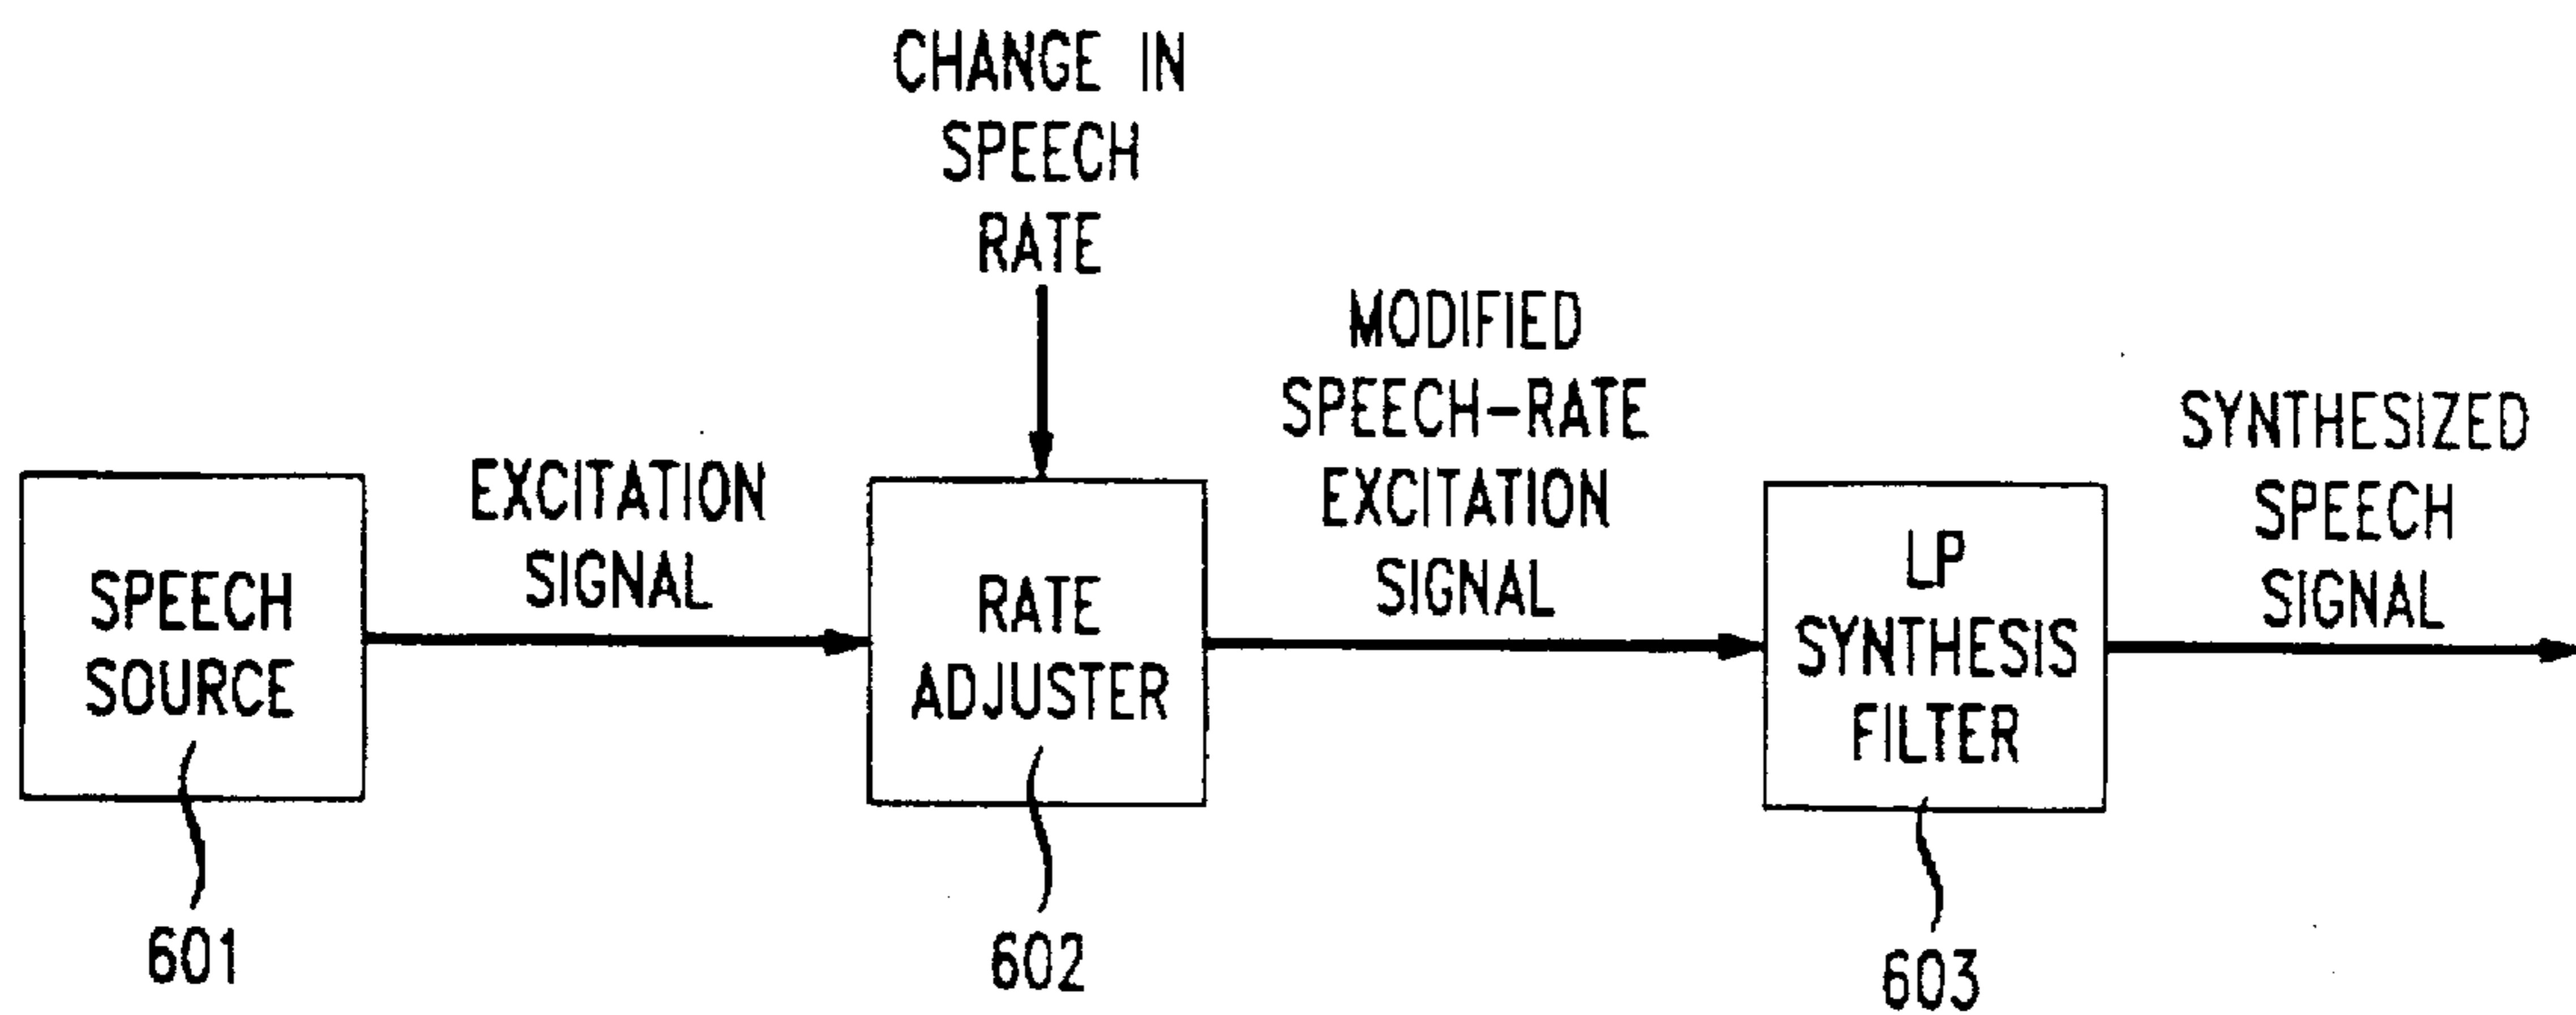 CHANGE IN
SPEECH
RATE
MODIFIED
SPEECH-RATE
EXCITATION
SIGNAL
SYNTHESIZED
SPEECH
SIGNAL
EXCITATION
SIGNAL
SPEECH
SOURCE
RATE
ADJUSTER
LP
SYNTHESIS
FILTER
601
602
603